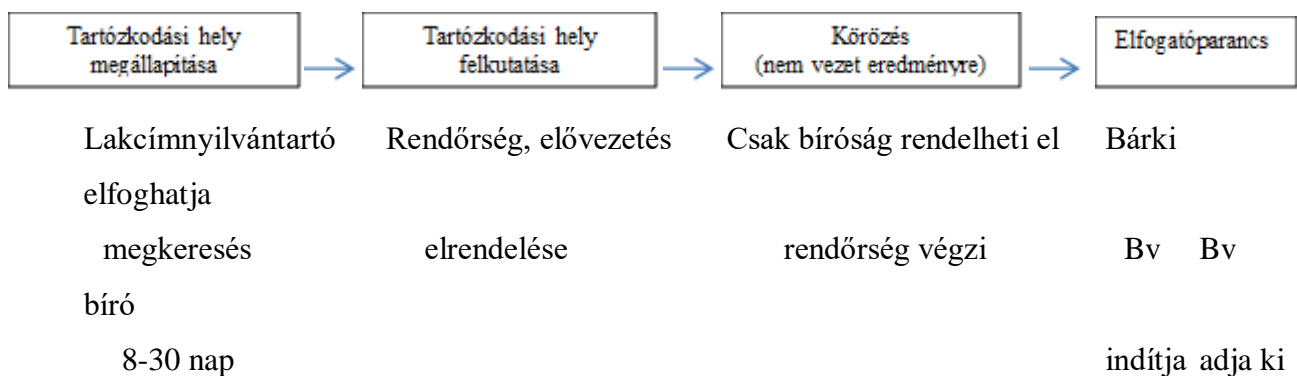 Tartózkodási hely
megállapítása
Tartózkodási hely
felkutatása
Körözés
(nem vezet eredményre)
Elfogatóparancs
Lakcímnyilvántartó Rendőrség, elővezetés Csak bíróság rendelheti el Bárki
elfoghatja
megkeresés elrendelése rendőrség végzi Bv Bv
bíró
8-30 nap indítja adja ki